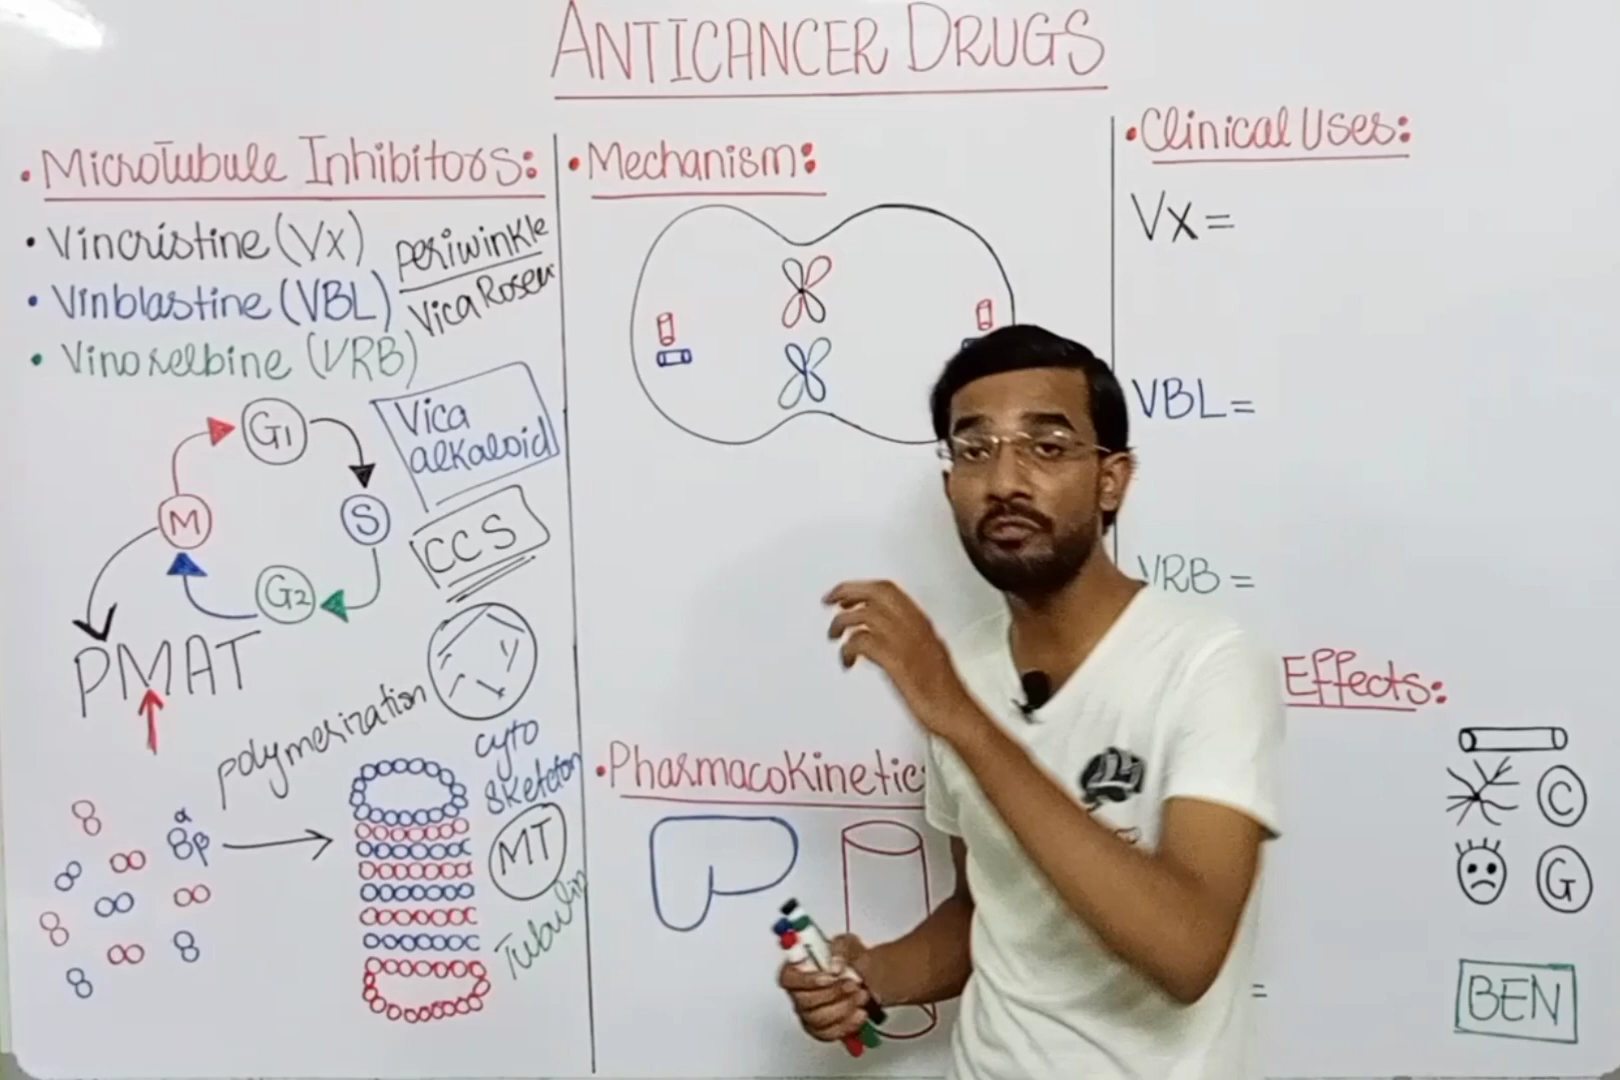 ANTICANCER DRUGS
• MicroTubule Inhibitors:
• Vincristine (VX)
• Vinblastine (VBL)
• Vinorelbine (VRB)
Periwinkle
Vica Rosea
G1
S
G2
M
Vica
alkaloid
CCS
PMAT
polymerization
α
β
cyto
skeleton
MT
Tubulin
• Mechanism:
• Pharmacokinetic
• Clinical Uses:
VX =
VBL =
VRB =
Effects:
C
G
=
BEN